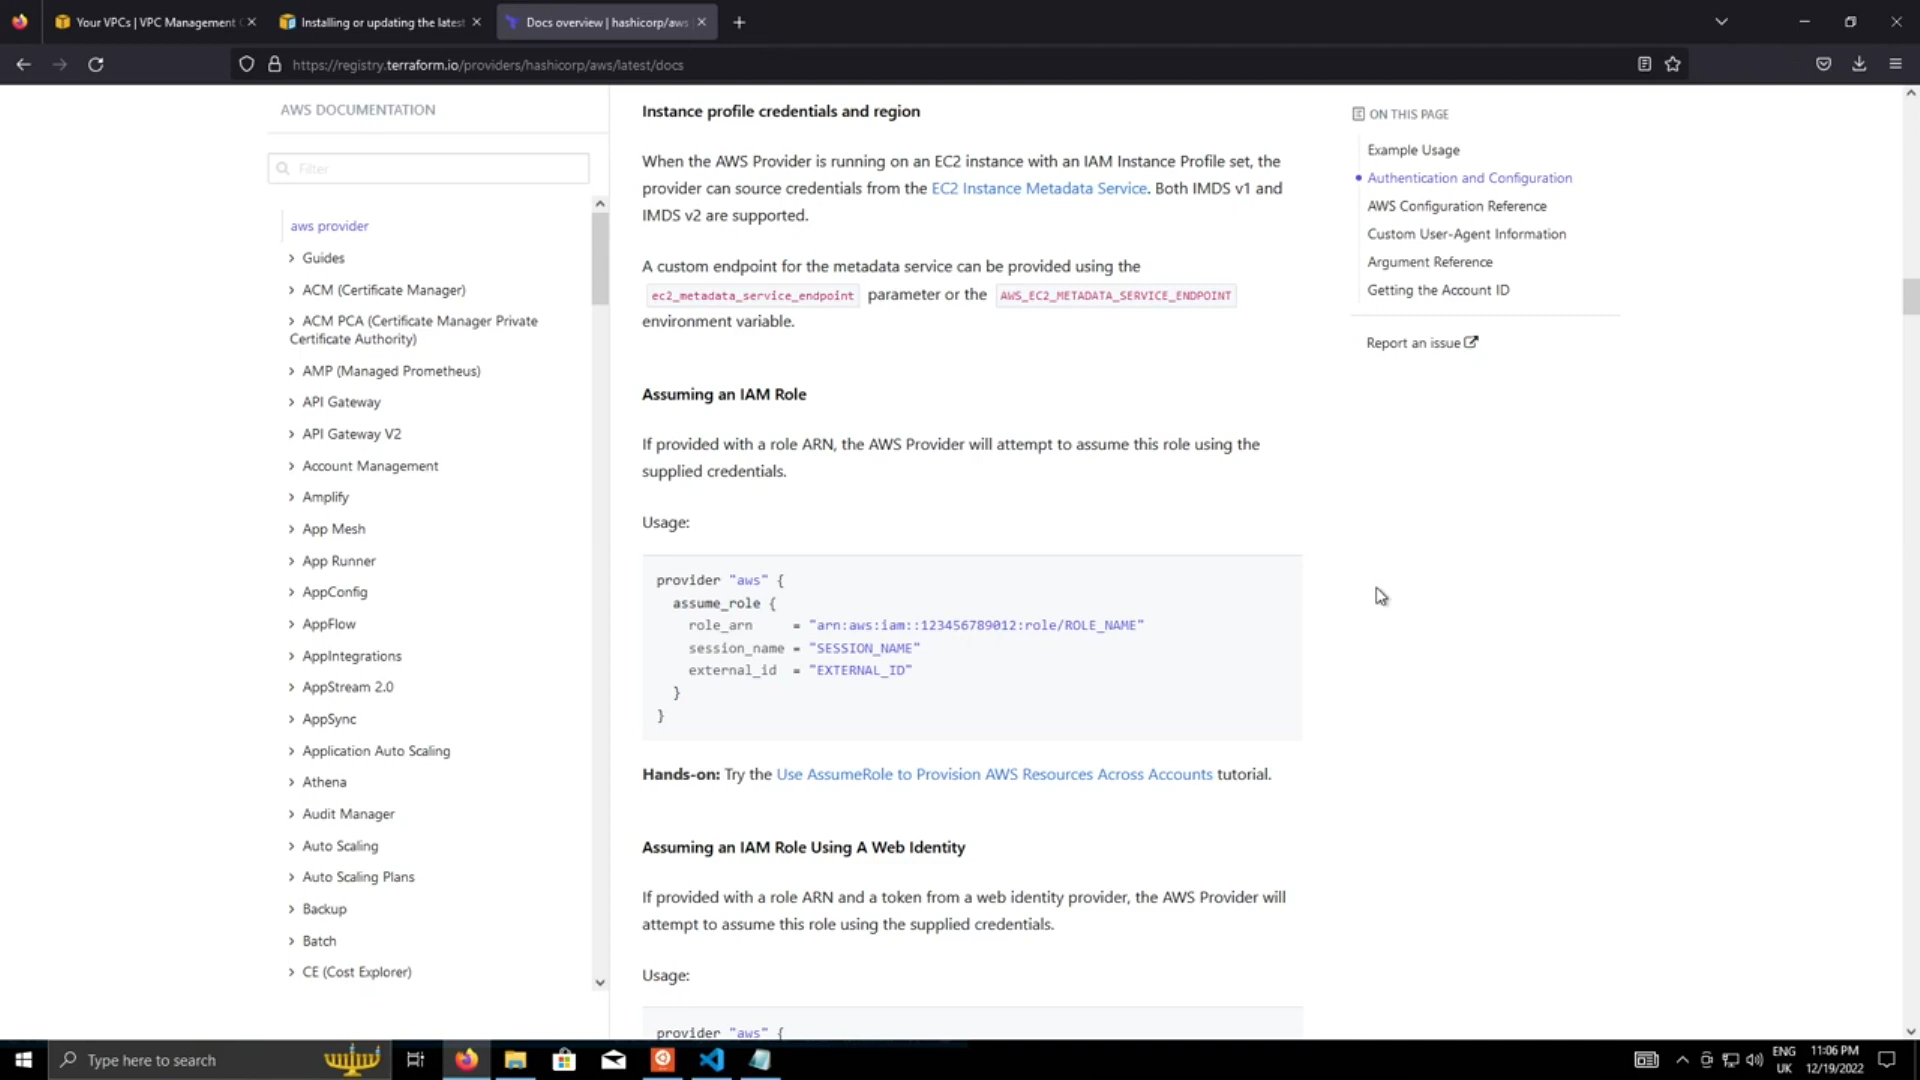 Your VPCs | VPC Management C
Installing or updating the latest
Docs overview | hashicorp/aws
https://registry.terraform.io/providers/hashicorp/aws/latest/docs
AWS DOCUMENTATION
Filter
aws provider
Guides
ACM (Certificate Manager)
ACM PCA (Certificate Manager Private
Certificate Authority)
AMP (Managed Prometheus)
API Gateway
API Gateway V2
Account Management
Amplify
App Mesh
App Runner
AppConfig
AppFlow
AppIntegrations
AppStream 2.0
AppSync
Application Auto Scaling
Athena
Audit Manager
Auto Scaling
Auto Scaling Plans
Backup
Batch
CE (Cost Explorer)
Instance profile credentials and region
When the AWS Provider is running on an EC2 instance with an IAM Instance Profile set, the
provider can source credentials from the EC2 Instance Metadata Service. Both IMDS v1 and
IMDS v2 are supported.
A custom endpoint for the metadata service can be provided using the
ec2_metadata_service_endpoint parameter or the AWS_EC2_METADATA_SERVICE_ENDPOINT
environment variable.
Assuming an IAM Role
If provided with a role ARN, the AWS Provider will attempt to assume this role using the
supplied credentials.
Usage:
provider "aws" {
assume_role {
role_arn = "arn:aws:iam::123456789012:role/ROLE_NAME"
session_name = "SESSION_NAME"
external_id = "EXTERNAL_ID"
}
}
Hands-on: Try the Use AssumeRole to Provision AWS Resources Across Accounts tutorial.
Assuming an IAM Role Using A Web Identity
If provided with a role ARN and a token from a web identity provider, the AWS Provider will
attempt to assume this role using the supplied credentials.
Usage:
provider "aws" {
ON THIS PAGE
Example Usage
Authentication and Configuration
AWS Configuration Reference
Custom User-Agent Information
Argument Reference
Getting the Account ID
Report an issue
Type here to search
ENG
UK
11:06 PM
12/19/2022